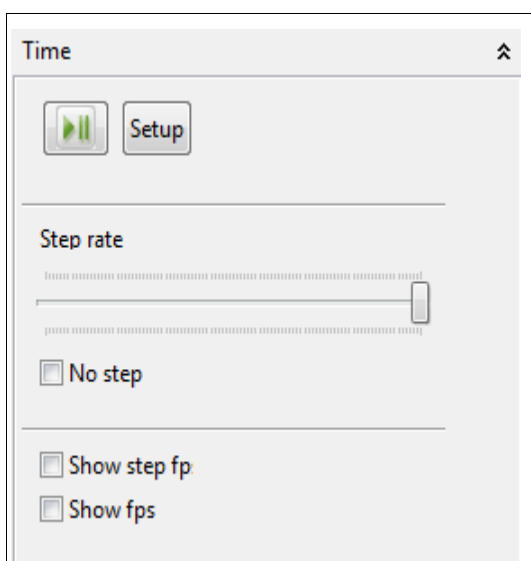 Time
Setup
Step rate
No step
Show step fp
Show fps